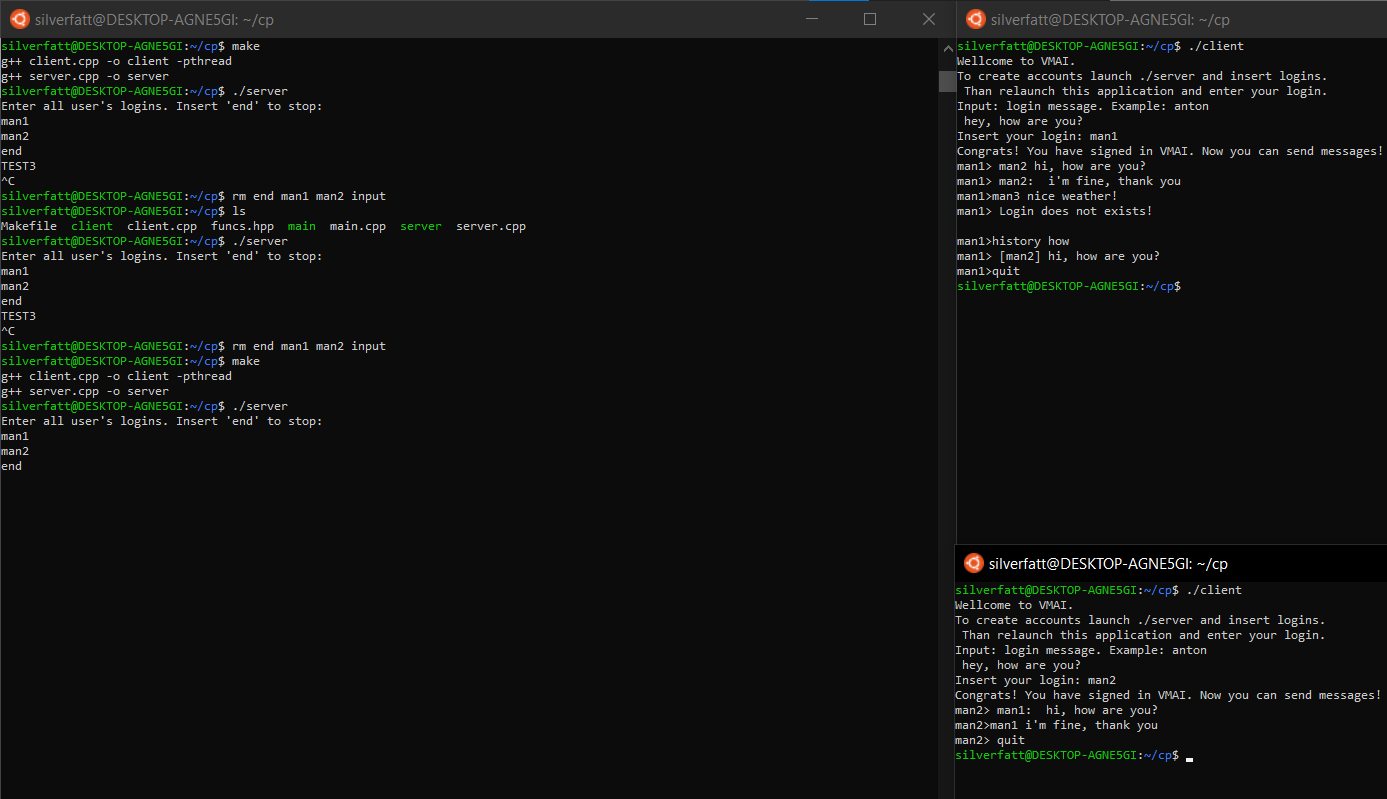 silverfatt@DESKTOP-AGNE5GI: ~/cp
silverfatt@DESKTOP-AGNE5GI:~/cp$ make
g++ client.cpp -o client -pthread
g++ server.cpp -o server
silverfatt@DESKTOP-AGNE5GI:~/cp$ ./server
Enter all user's logins. Insert 'end' to stop:
man1
man2
end
TEST3
^C
silverfatt@DESKTOP-AGNE5GI:~/cp$ rm end man1 man2 input
silverfatt@DESKTOP-AGNE5GI:~/cp$ ls
Makefile  client  client.cpp  funcs.hpp  main  main.cpp  server  server.cpp
silverfatt@DESKTOP-AGNE5GI:~/cp$ ./server
Enter all user's logins. Insert 'end' to stop:
man1
man2
end
TEST3
^C
silverfatt@DESKTOP-AGNE5GI:~/cp$ rm end man1 man2 input
silverfatt@DESKTOP-AGNE5GI:~/cp$ make
g++ client.cpp -o client -pthread
g++ server.cpp -o server
silverfatt@DESKTOP-AGNE5GI:~/cp$ ./server
Enter all user's logins. Insert 'end' to stop:
man1
man2
end
silverfatt@DESKTOP-AGNE5GI: ~/cp
silverfatt@DESKTOP-AGNE5GI:~/cp$ ./client
Wellcome to VMAI.
To create accounts launch ./server and insert logins.
 Than relaunch this application and enter your login.
Input: login message. Example: anton
 hey, how are you?
Insert your login: man1
Congrats! You have signed in VMAI. Now you can send messages!
man1> man2 hi, how are you?
man1> man2:  i'm fine, thank you
man1>man3 nice weather!
man1> Login does not exists!
man1>history how
man1> [man2] hi, how are you?
man1>quit
silverfatt@DESKTOP-AGNE5GI:~/cp$
silverfatt@DESKTOP-AGNE5GI: ~/cp
silverfatt@DESKTOP-AGNE5GI:~/cp$ ./client
Wellcome to VMAI.
To create accounts launch ./server and insert logins.
 Than relaunch this application and enter your login.
Input: login message. Example: anton
 hey, how are you?
Insert your login: man2
Congrats! You have signed in VMAI. Now you can send messages!
man2> man1:  hi, how are you?
man2>man1 i'm fine, thank you
man2> quit
silverfatt@DESKTOP-AGNE5GI:~/cp$